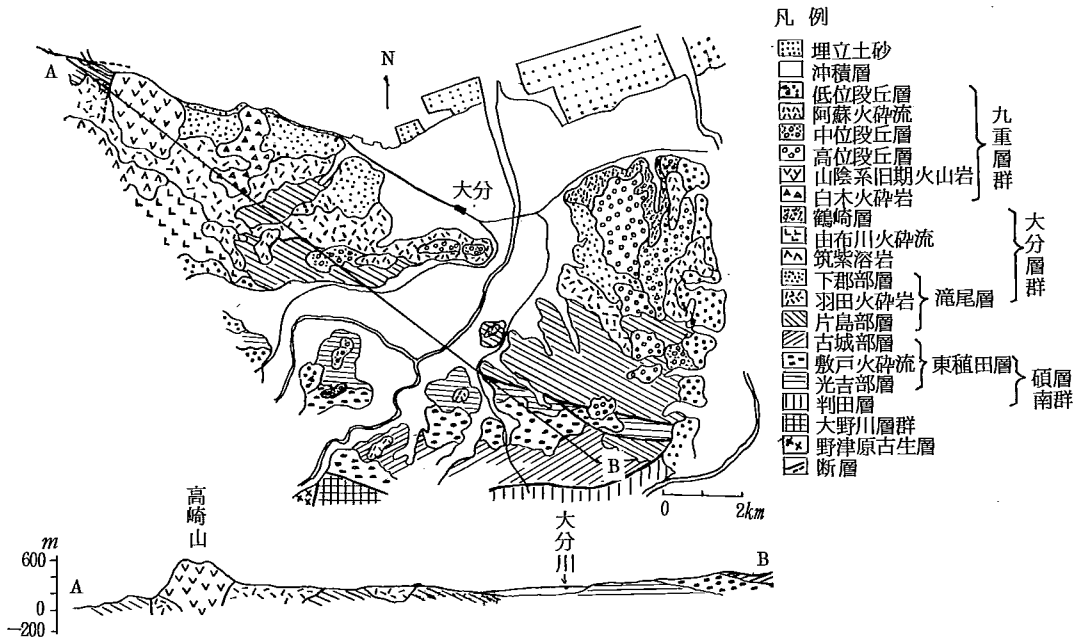 凡例
埋立土砂
沖積層
低位段丘層
阿蘇火砕流
中位段丘層
高位段丘層
山陰系旧期火山岩
白木火砕岩
九重層群
鶴崎層
由布川火砕流
筑紫溶岩
下郡部層
羽田火砕岩
片島部層
滝尾層
大分層群
古城部層
敷戸火砕流
光吉部層
東稙田層
判田層
碩南層群
大野川層群
野津原古生層
断層
A
N
大分
B
0 2km
高崎山
大分川
m
600
0
-200
A
B